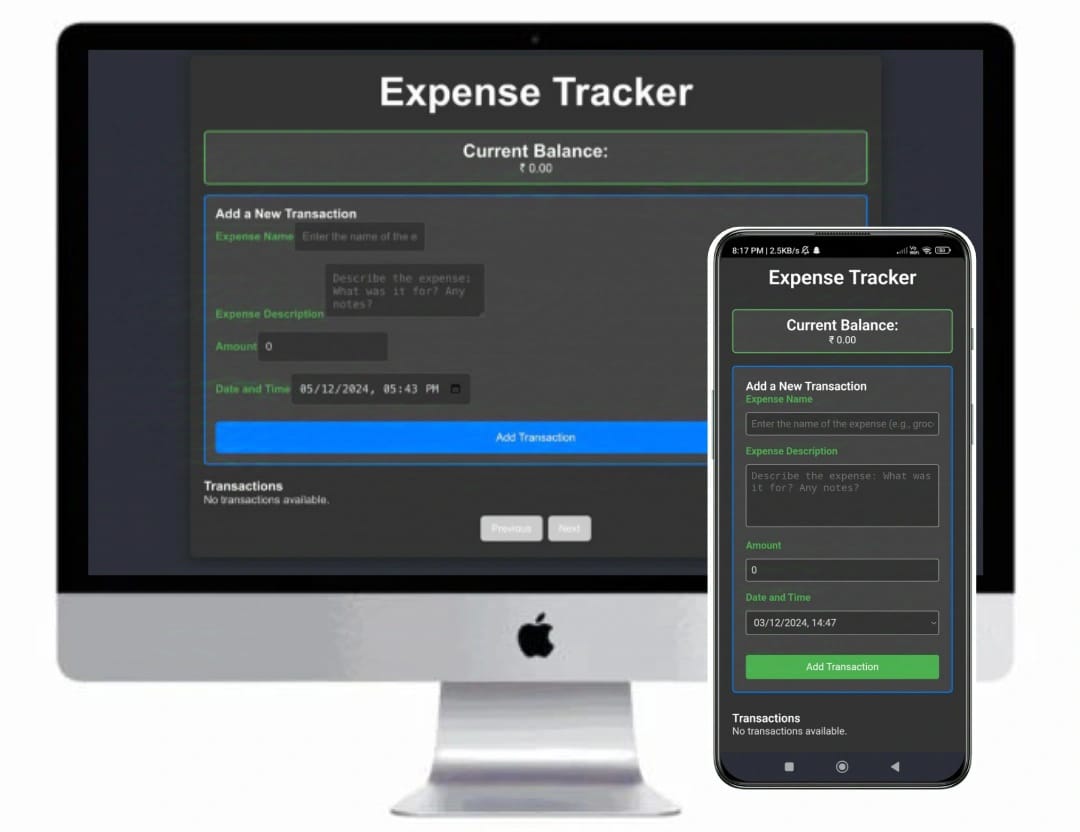 Expense Tracker
Current Balance:
₹ 0.00
Add a New Transaction
Expense Name
Enter the name of the e
Describe the expense:
What was it for? Any
notes?
Expense Description
Amount 0
Date and Time 05/12/2024, 05:43 PM
Add Transaction
Transactions
No transactions available.
Previous Next
8:17 PM | 2.5KB/s
Expense Tracker
Current Balance:
₹ 0.00
Add a New Transaction
Expense Name
Enter the name of the expense (e.g., groc
Expense Description
Describe the expense: What was
it for? Any notes?
Amount
0
Date and Time
03/12/2024, 14:47
Add Transaction
Transactions
No transactions available.